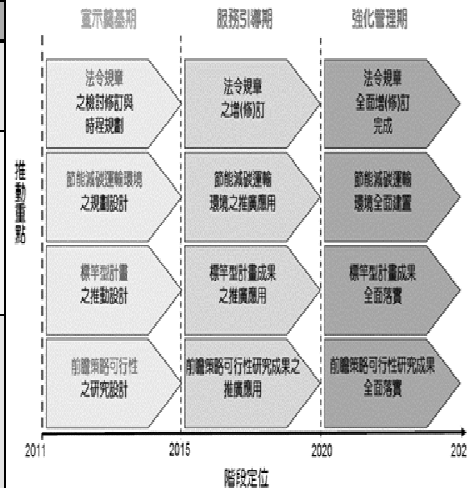 宣示奠基期
服務引導期
強化管理期
法令規章
之檢討修訂與
時程規劃
法令規章
之增(修)訂
法令規章
全面增(修)訂
完成
節能減碳運輸環境
之規劃設計
節能減碳運輸
環境之推廣應用
節能減碳運輸
環境全面建置
標竿型計畫
之推動設計
標竿型計畫成果
之推廣應用
標竿型計畫成果
全面落實
前瞻策略可行性
之研究設計
前瞻策略可行性研究成果之
推廣應用
前瞻策略可行性研究成果
全面落實
推動重點
2011
2015
2020
202
階段定位